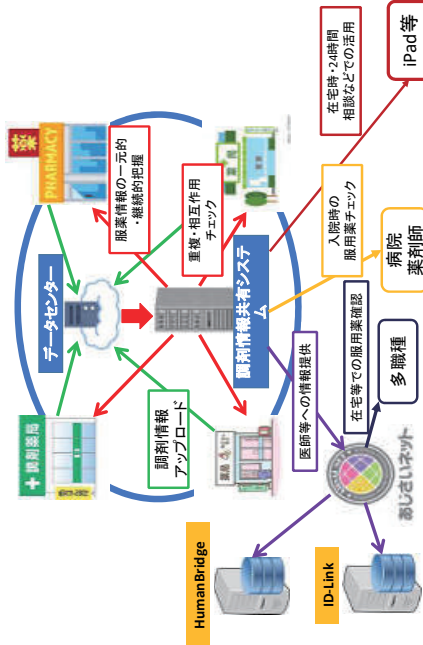 調剤薬局
データセンター
薬
PHARMACY
服薬情報の一元的
・継続的把握
調剤情報
アップロード
重複・相互作用
チェック
薬局
調剤情報共有システ
ム
医師等への情報提供
入院時の
服用薬チェック
在宅時・24時間
相談などでの活用
在宅等での服用薬確認
HumanBridge
ID-Link
あじさいネット
多職種
病院
薬剤師
iPad等